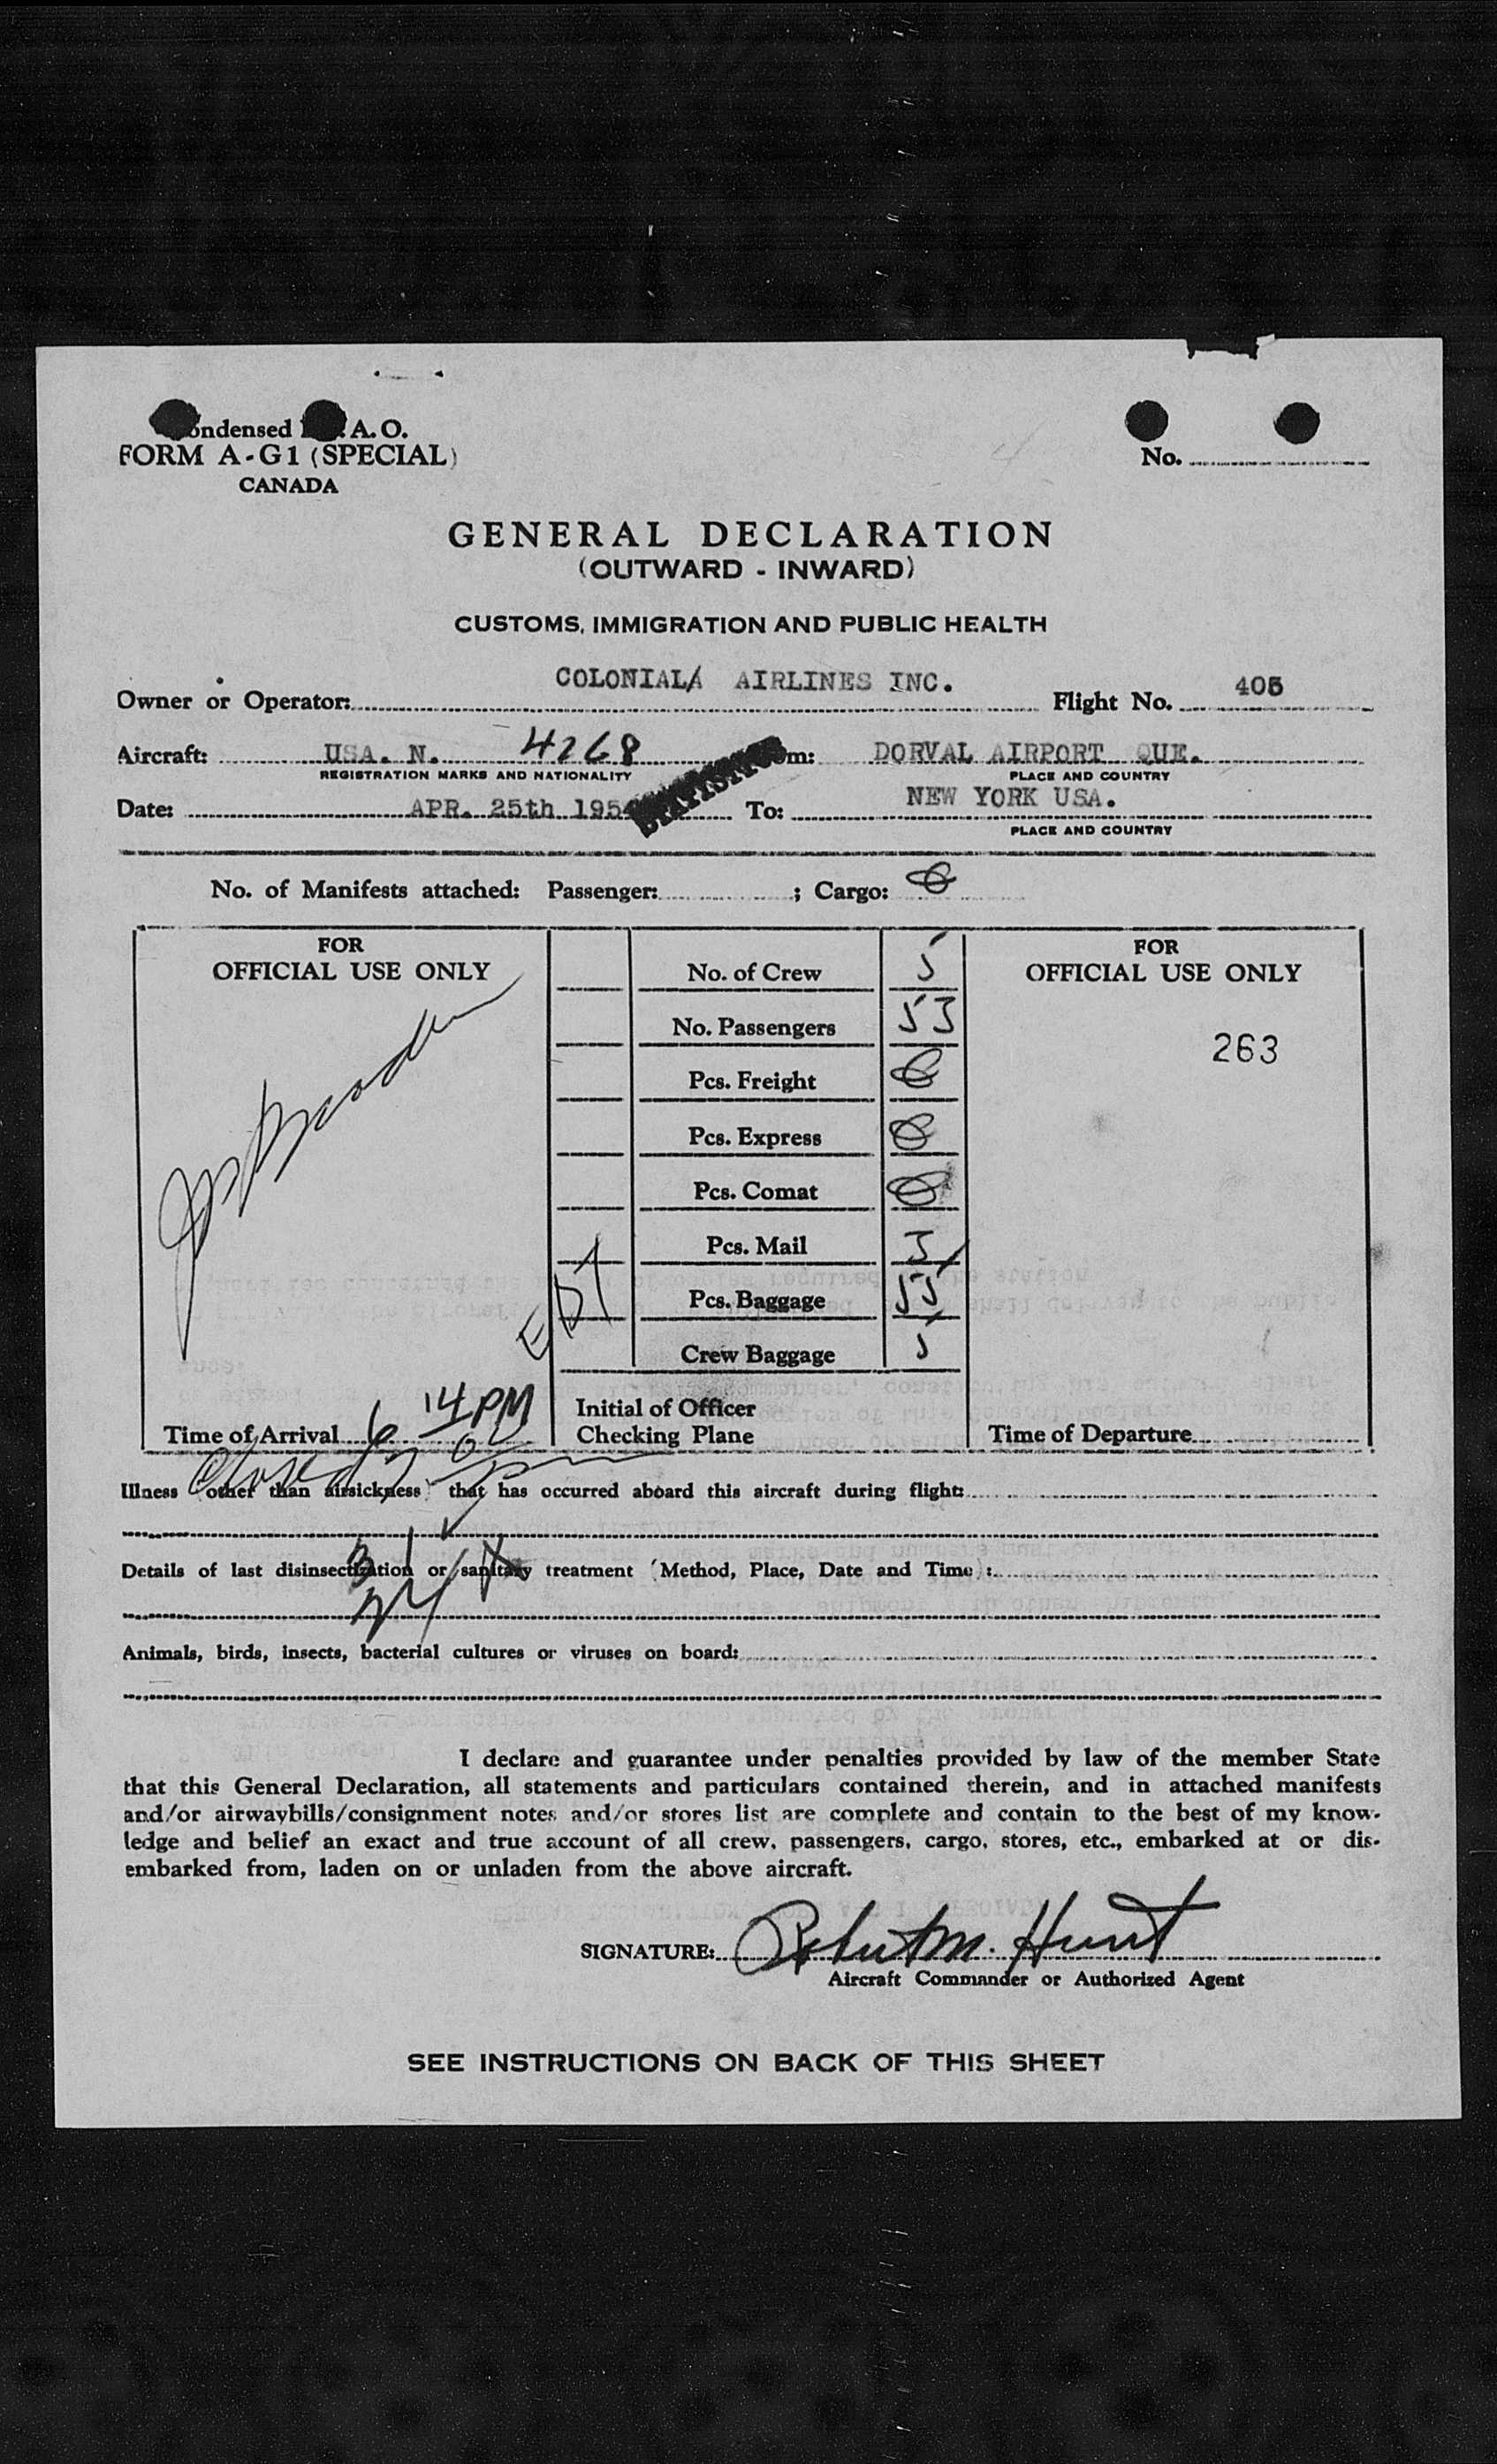 Condensed I.C.A.O.
FORM A-G1 (SPECIAL)
CANADA
No.
GENERAL DECLARATION
(OUTWARD - INWARD)
CUSTOMS, IMMIGRATION AND PUBLIC HEALTH
Owner or Operator: COLONIAL/ AIRLINES INC. Flight No. 405
Aircraft: USA. N. 4268 From: DORVAL AIRPORT QUE.
REGISTRATION MARKS AND NATIONALITY PLACE AND COUNTRY
Date: APR. 25th 1954 To: NEW YORK USA.
PLACE AND COUNTRY
No. of Manifests attached: Passenger: ; Cargo:
FOR
OFFICIAL USE ONLY
No. of Crew 5
No. Passengers 53
Pcs. Freight
Pcs. Express
Pcs. Comat
Pcs. Mail 3
Pcs. Baggage 55
Crew Baggage 5
FOR
OFFICIAL USE ONLY
263
EDT
Time of Arrival 6 14 PM
Initial of Officer
Checking Plane
Time of Departure
Closed
Illness (other than airsickness) that has occurred aboard this aircraft during flight:
Details of last disinsectization or sanitary treatment (Method, Place, Date and Time):
Animals, birds, insects, bacterial cultures or viruses on board:
I declare and guarantee under penalties provided by law of the member State
that this General Declaration, all statements and particulars contained therein, and in attached manifests
and/or airwaybills/consignment notes and/or stores list are complete and contain to the best of my know-
ledge and belief an exact and true account of all crew, passengers, cargo, stores, etc., embarked at or dis-
embarked from, laden on or unladen from the above aircraft.
SIGNATURE: Robert M. Hunt
Aircraft Commander or Authorized Agent
SEE INSTRUCTIONS ON BACK OF THIS SHEET